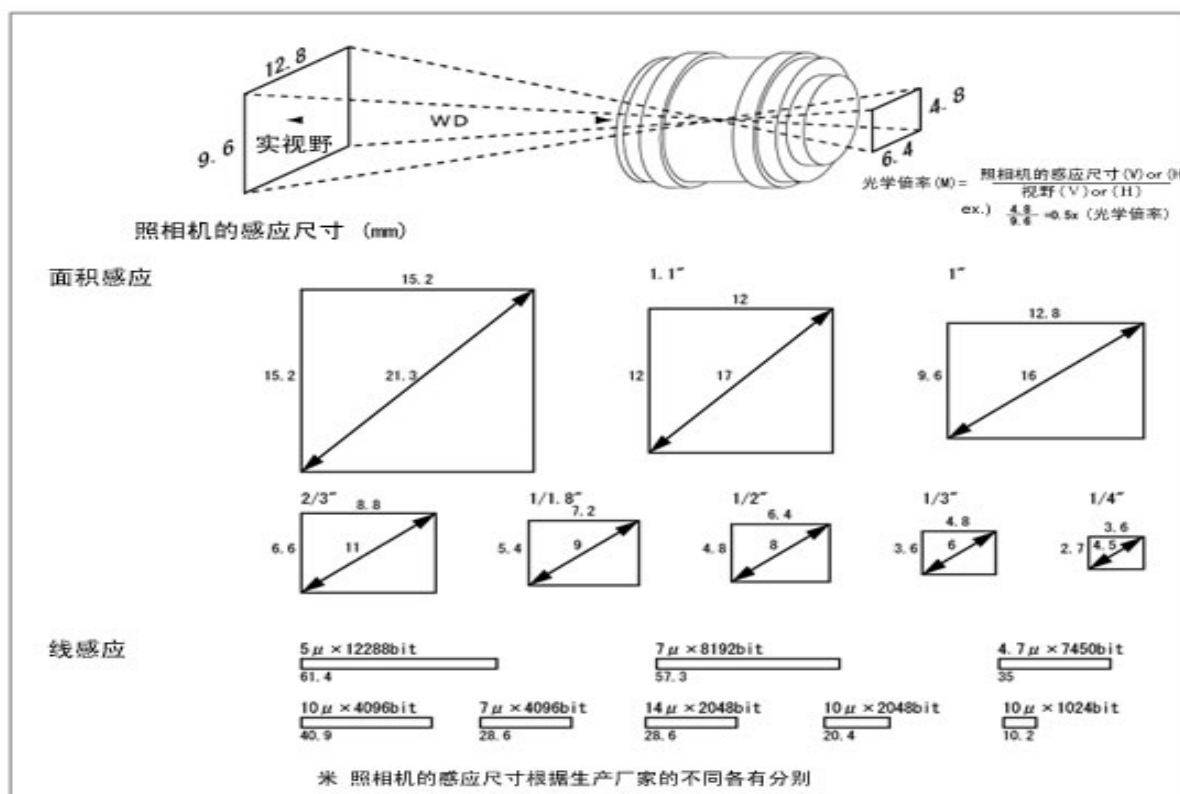 12.8
4.8
WD
实视野
9.6
6.4
光学倍率(M)= 照相机的感应尺寸(V)or(H
视野(V)or(H)
ex.) 4.8
9.6 =0.5x (光学倍率)
照相机的感应尺寸 (mm)
面积感应
15.2
15.2
21.3
1.1″
12
12
17
1″
12.8
9.6
16
2/3″
8.8
6.6
11
1/1.8″
7.2
5.4
9
1/2″
6.4
4.8
8
1/3″
4.8
3.6
6
1/4″
3.6
2.7
4.5
线感应
5μ×12288bit
61.4
7μ×8192bit
57.3
4.7μ×7450bit
35
10μ×4096bit
40.9
7μ×4096bit
28.6
14μ×2048bit
28.6
10μ×2048bit
20.4
10μ×1024bit
10.2
米 照相机的感应尺寸根据生产厂家的不同各有分别